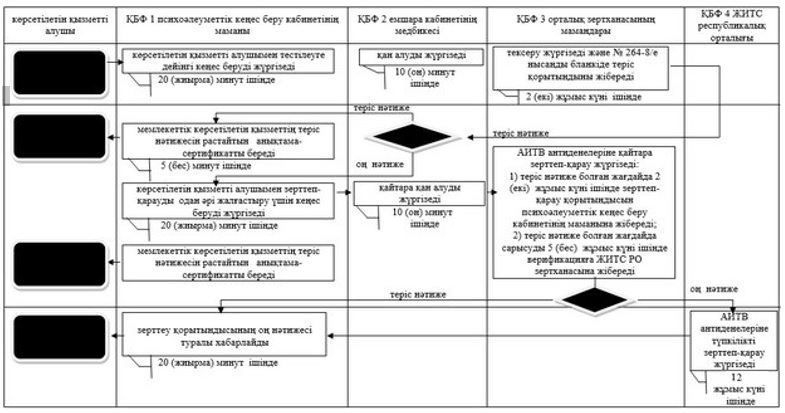 көрсетілетін қызметті
алушы
ҚБФ 1 психоәлеуметтік кеңес беру кабинетінің
маманы
ҚБФ 2 емшара кабинетінің
медбикесі
ҚБФ 3 орталық зертханасының
мамандары
ҚБФ 4 ЖИТС
республикалық
орталығы
көрсетілетін қызметті алушымен тестілеуге
дейінгі кеңес беруді жүргізеді
20 (жиырма) минут ішінде
қан алуды жүргізеді
10 (он) минут
ішінде
тексеру жүргізеді және № 264-8/е
нысанды бланкіде теріс
қорытындыны жібереді
2 (екі) жұмыс күні ішінде
теріс нәтиже
теріс нәтиже
мемлекеттік көрсетілетін қызметтің теріс
нәтижесін растайтын анықтама-
сертификатты береді
5 (бес) минут ішінде
оң нәтиже
көрсетілетін қызметті алушымен зерттеп-
қарауды одан әрі жалғастыру үшін кеңес
беруді жүргізеді
20 (жиырма) минут ішінде
қайтара қан алуды
жүргізеді
10 (он) минут
ішінде
АИТВ антиденелеріне қайтара
зерттеп-қарау жүргізеді:
1) теріс нәтиже болған жағдайда 2
(екі) жұмыс күні ішінде зерттеп-
қарау қорытындысын
психоәлеуметтік кеңес беру
кабинетінің маманына жібереді;
2) теріс нәтиже болған жағдайда
сарысуды 5 (бес) жұмыс күні ішінде
верификацияға ЖИТС РО
зертханасына жібереді
мемлекеттік көрсетілетін қызметтің теріс
нәтижесін растайтын анықтама-
сертификатты береді
теріс нәтиже
оң нәтиже
зерттеу қорытындысының оң нәтижесі
туралы хабарлайды
20 (жиырма) минут ішінде
АИТВ
антиденелеріне
түпкілікті
зерттеп-қарау
жүргізеді
12
жұмыс күні
ішінде